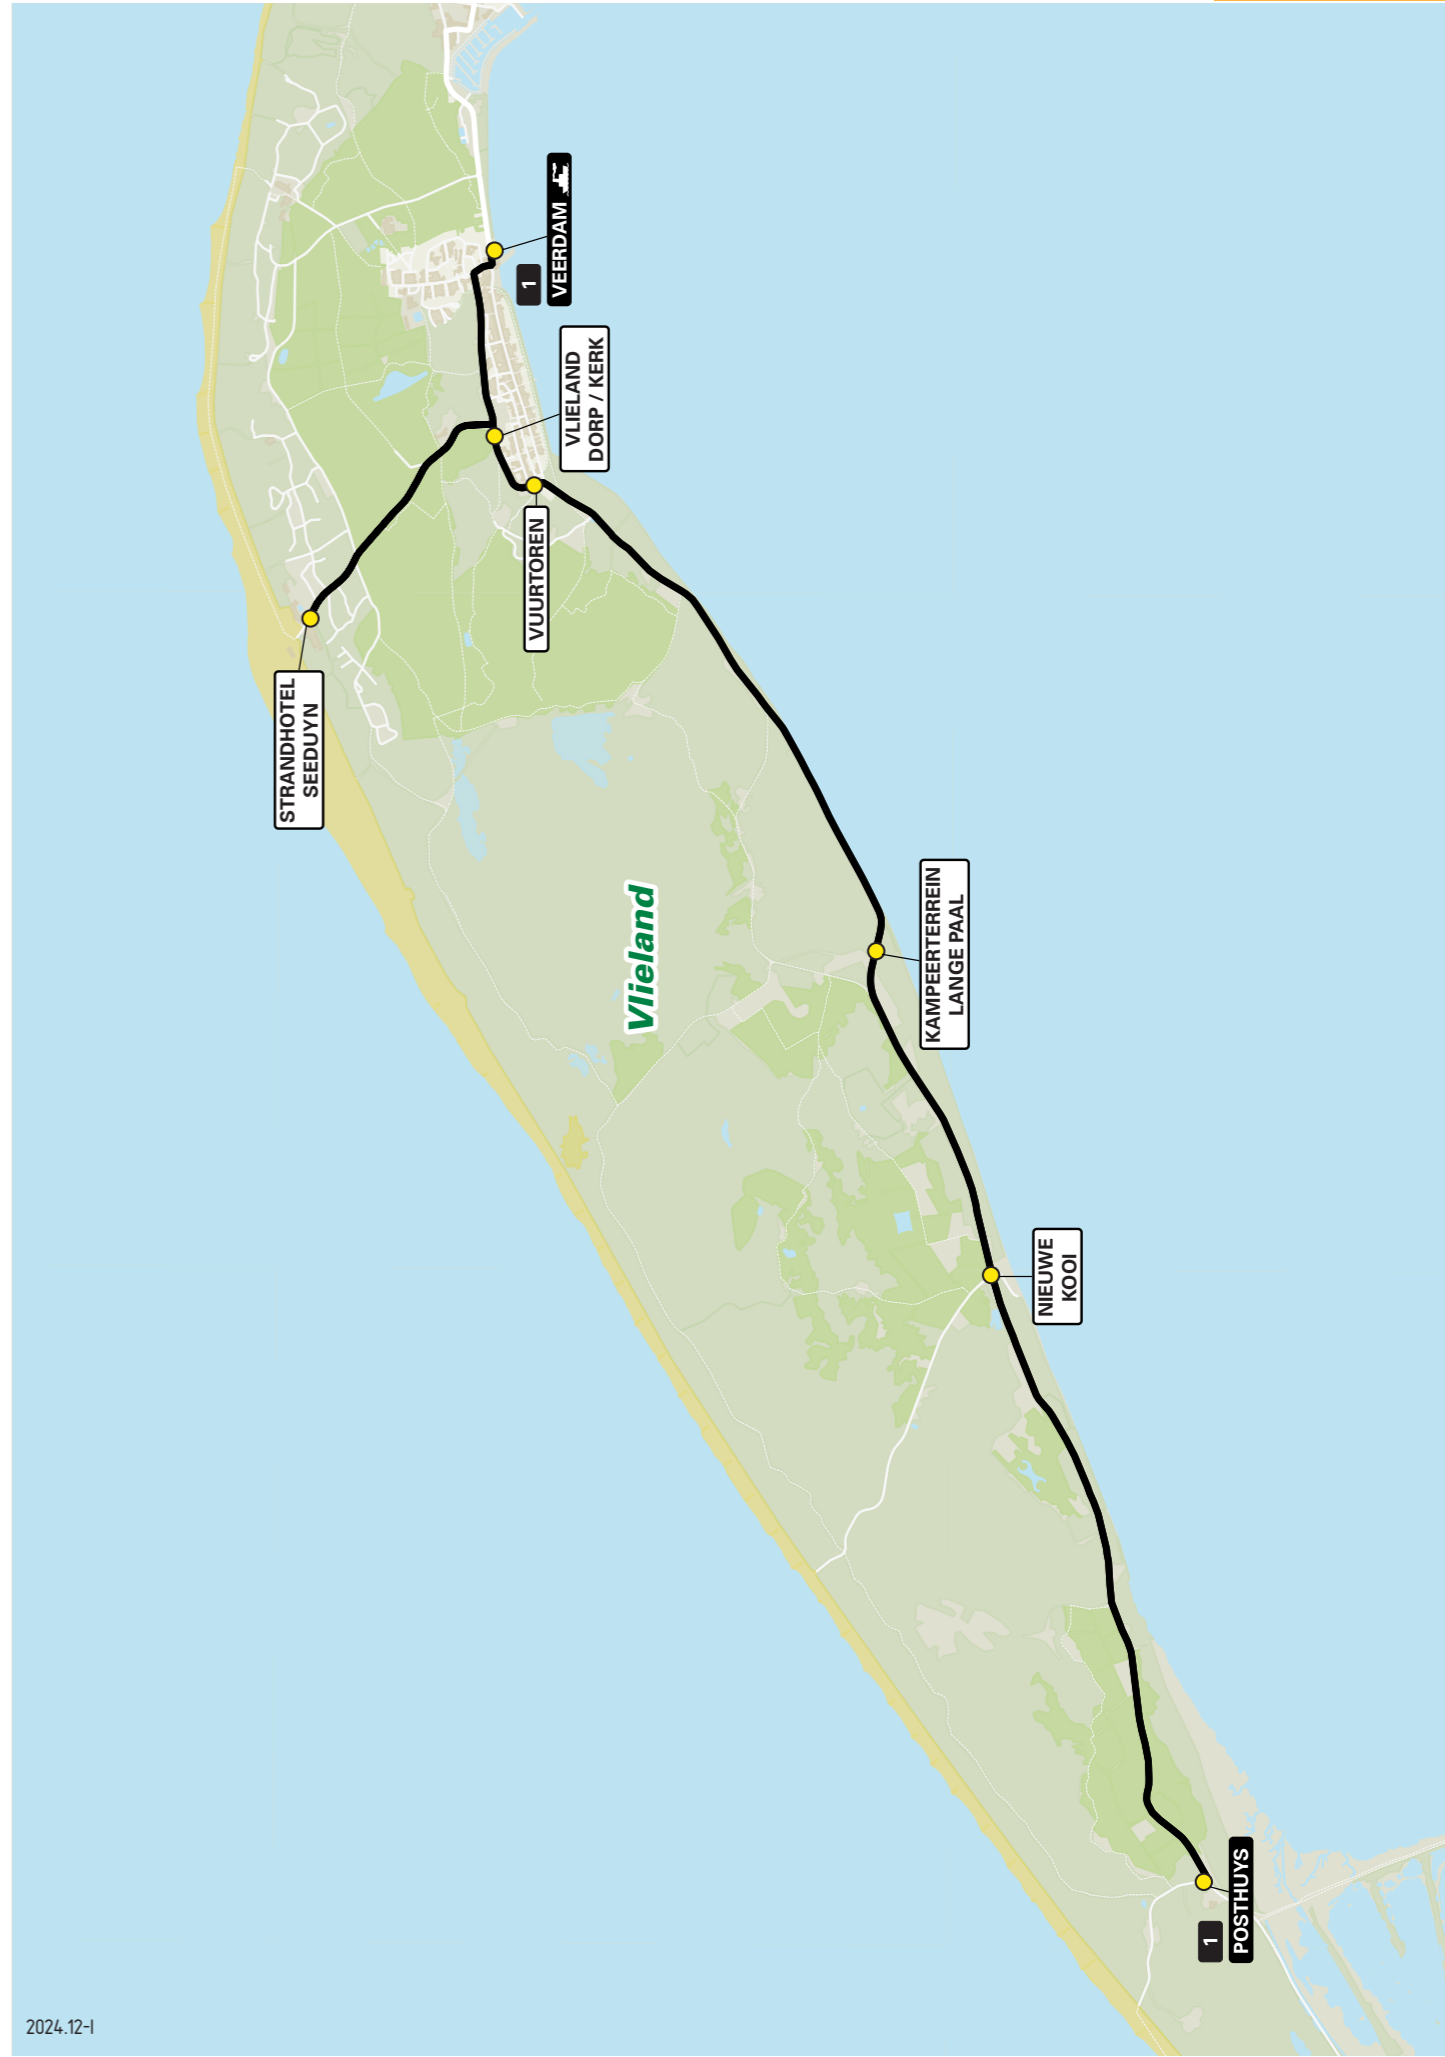 1
VEERDAM
VLIELAND
DORP / KERK
VUURTOREN
STRANDHOTEL
SEEDUYN
Vlieland
KAMPEERTERREIN
LANGE PAAL
NIEUWE
KOOI
1
POSTHUYS
2024.12-I